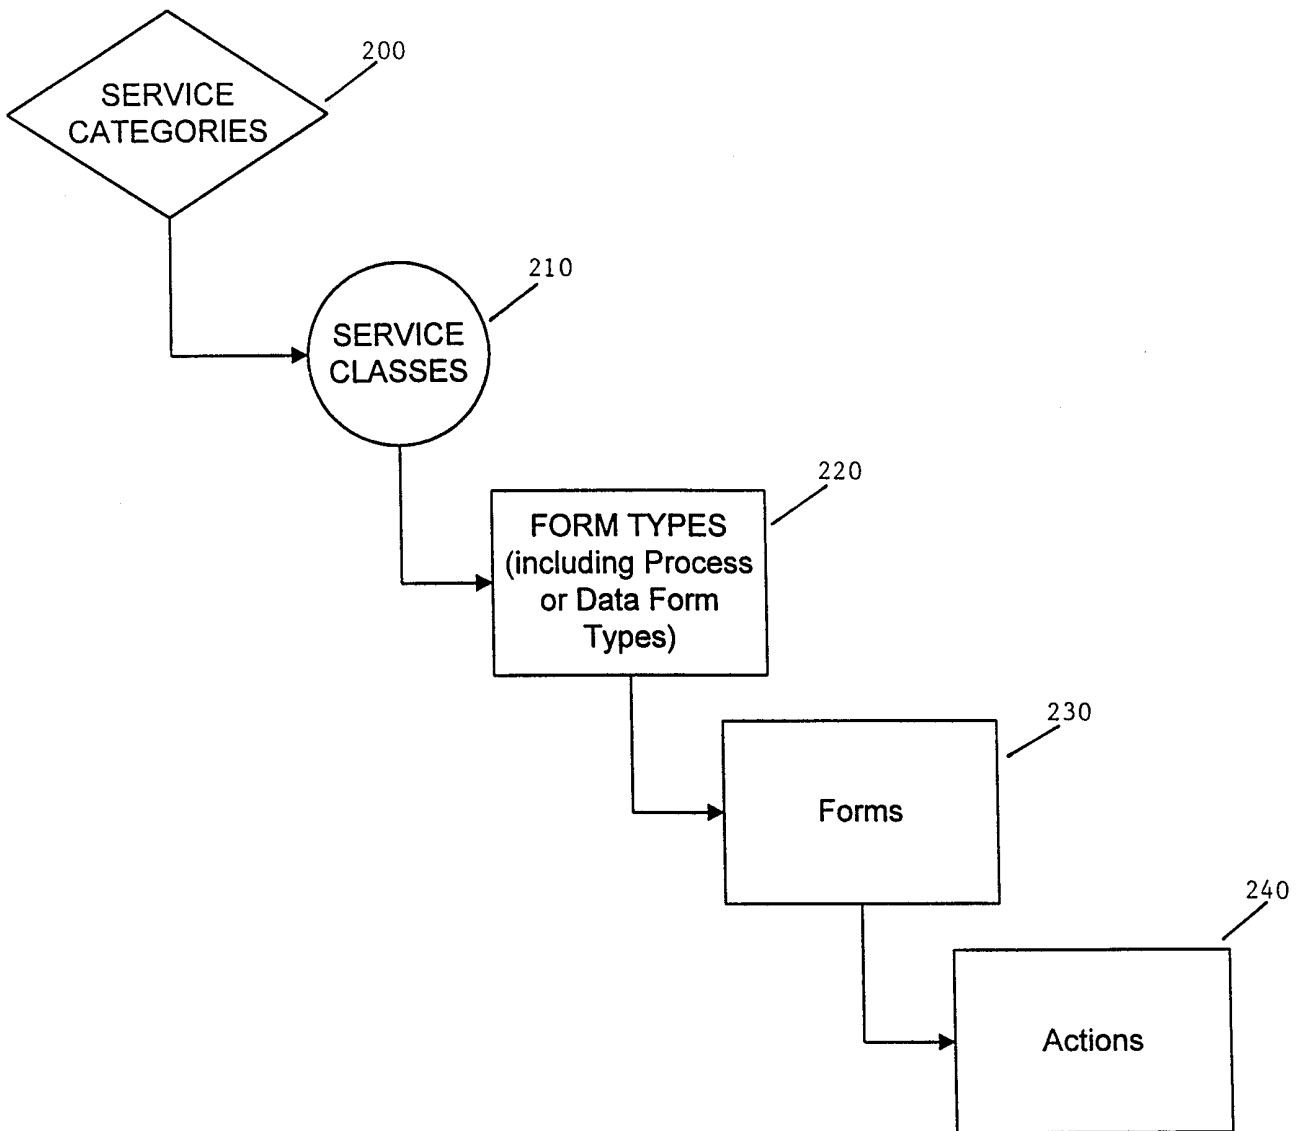 200
SERVICE
CATEGORIES
210
SERVICE
CLASSES
220
FORM TYPES
(including Process
or Data Form
Types)
230
Forms
240
Actions